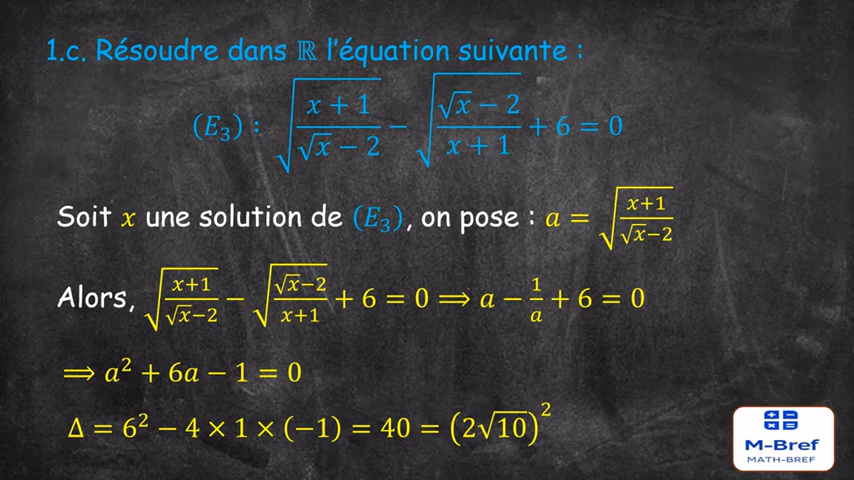 1.c. Résoudre dans ℝ l'équation suivante :
(E₃) : √((x + 1)/(√x − 2)) − √((√x − 2)/(x + 1)) + 6 = 0
Soit x une solution de (E₃), on pose : a = √((x+1)/(√x−2))
Alors, √((x+1)/(√x−2)) − √((√x−2)/(x+1)) + 6 = 0 ⟹ a − 1/a + 6 = 0
⟹ a² + 6a − 1 = 0
Δ = 6² − 4 × 1 × (−1) = 40 = (2√10)²
M-Bref
MATH-BREF